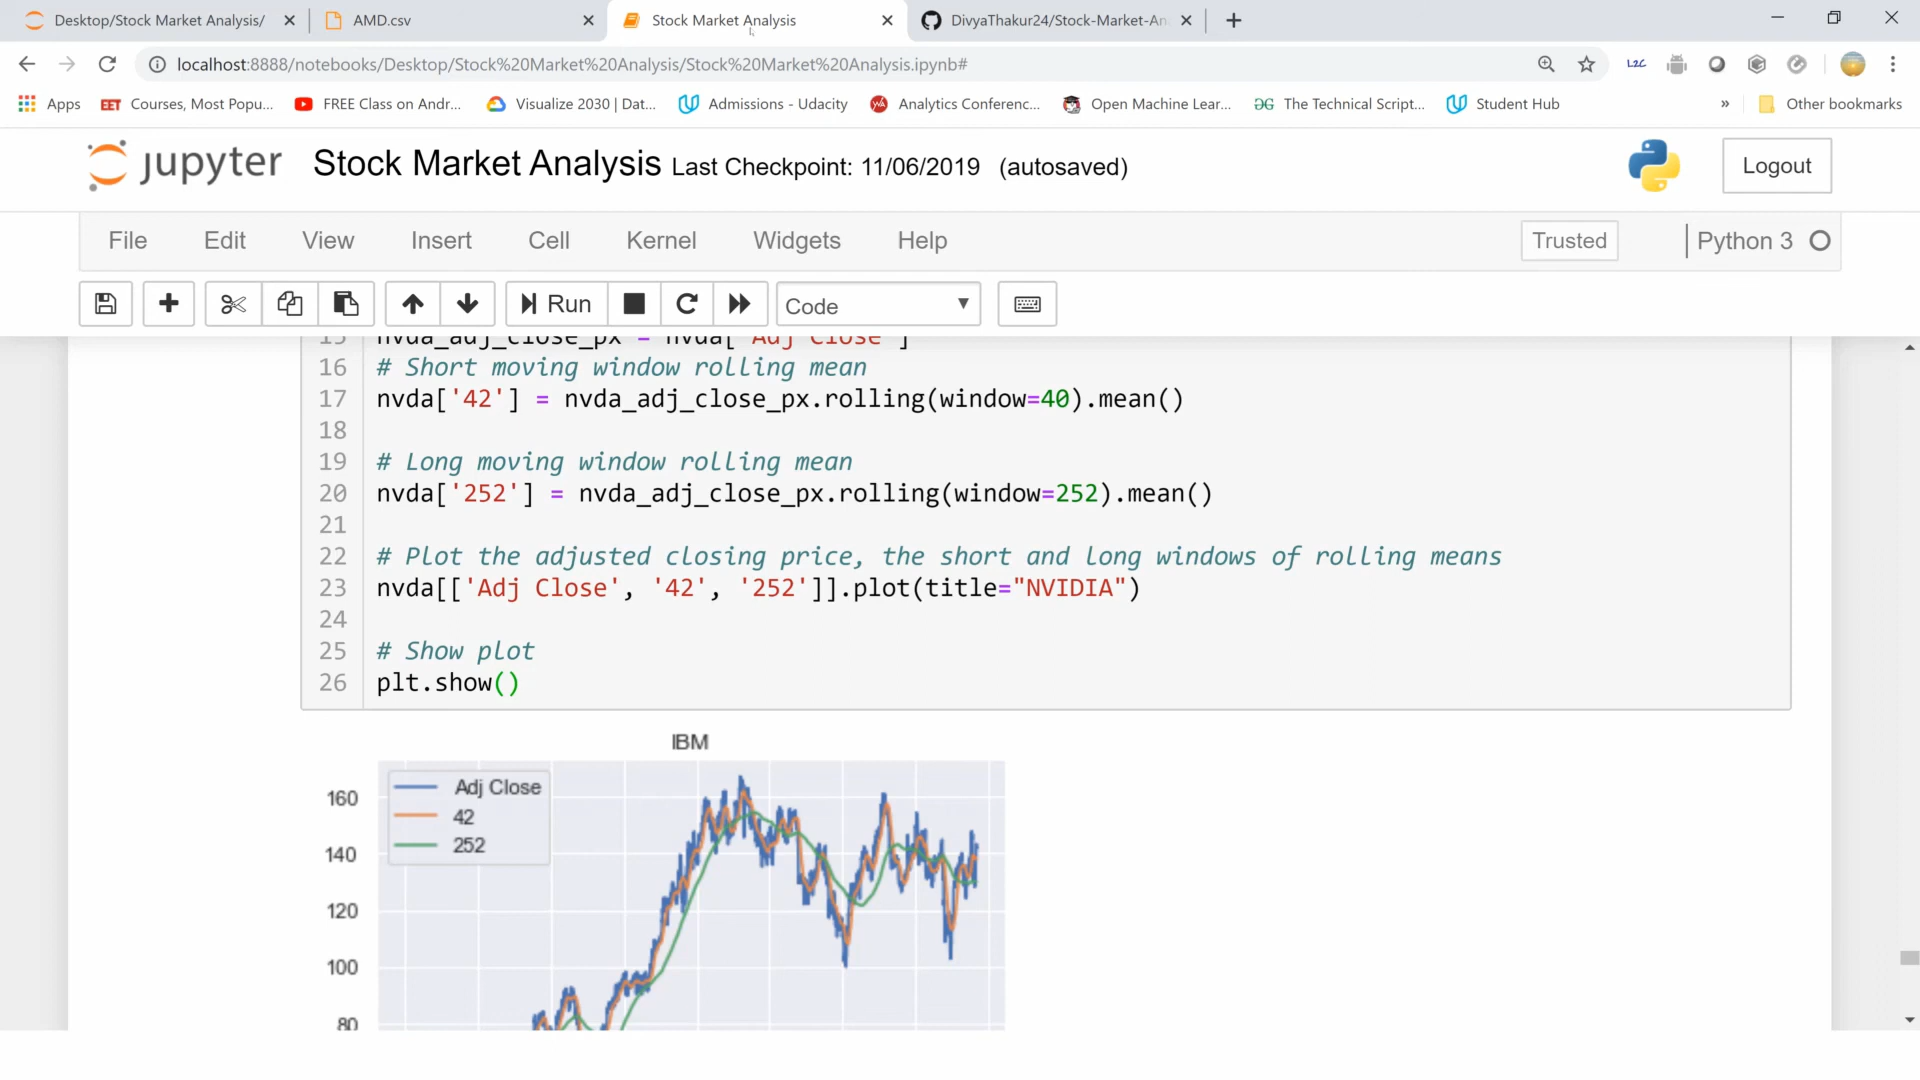 Desktop/Stock Market Analysis/
AMD.csv
Stock Market Analysis
DivyaThakur24/Stock-Market-An
localhost:8888/notebooks/Desktop/Stock%20Market%20Analysis/Stock%20Market%20Analysis.ipynb#
Apps
Courses, Most Popu...
FREE Class on Andr...
Visualize 2030 | Dat...
Admissions - Udacity
Analytics Conferenc...
Open Machine Lear...
The Technical Script...
Student Hub
»
Other bookmarks
jupyter
Stock Market Analysis Last Checkpoint: 11/06/2019 (autosaved)
Logout
File
Edit
View
Insert
Cell
Kernel
Widgets
Help
Trusted
Python 3
Run
Code
15 nvda_adj_close_px = nvda['Adj Close']
16 # Short moving window rolling mean
17 nvda['42'] = nvda_adj_close_px.rolling(window=40).mean()
18
19 # Long moving window rolling mean
20 nvda['252'] = nvda_adj_close_px.rolling(window=252).mean()
21
22 # Plot the adjusted closing price, the short and long windows of rolling means
23 nvda[['Adj Close', '42', '252']].plot(title="NVIDIA")
24
25 # Show plot
26 plt.show()
IBM
Adj Close
42
252
160
140
120
100
80